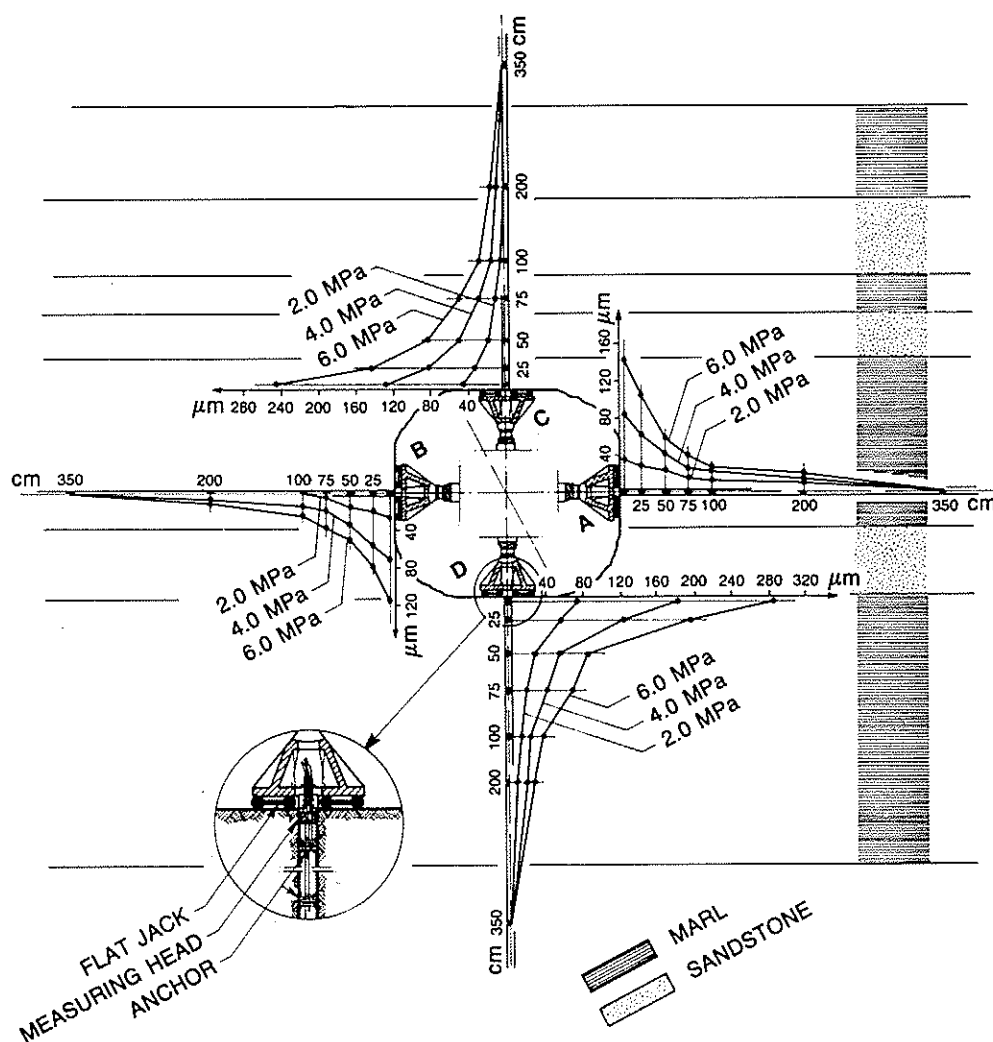 350 cm
200
100
75
50
25
2.0 MPa
4.0 MPa
6.0 MPa
μm 260 240 200 160 120 80 40
C
160 μm
120
80
40
6.0 MPa
4.0 MPa
2.0 MPa
25 50 75 100 200 350 cm
A
B
cm 350 200 100 75 50 25
40
80
120
μm
2.0 MPa
4.0 MPa
6.0 MPa
D
40 80 120 160 200 240 280 320 μm
25
50
75
100
200
350
cm
6.0 MPa
4.0 MPa
2.0 MPa
FLAT JACK
MEASURING HEAD
ANCHOR
MARL
SANDSTONE